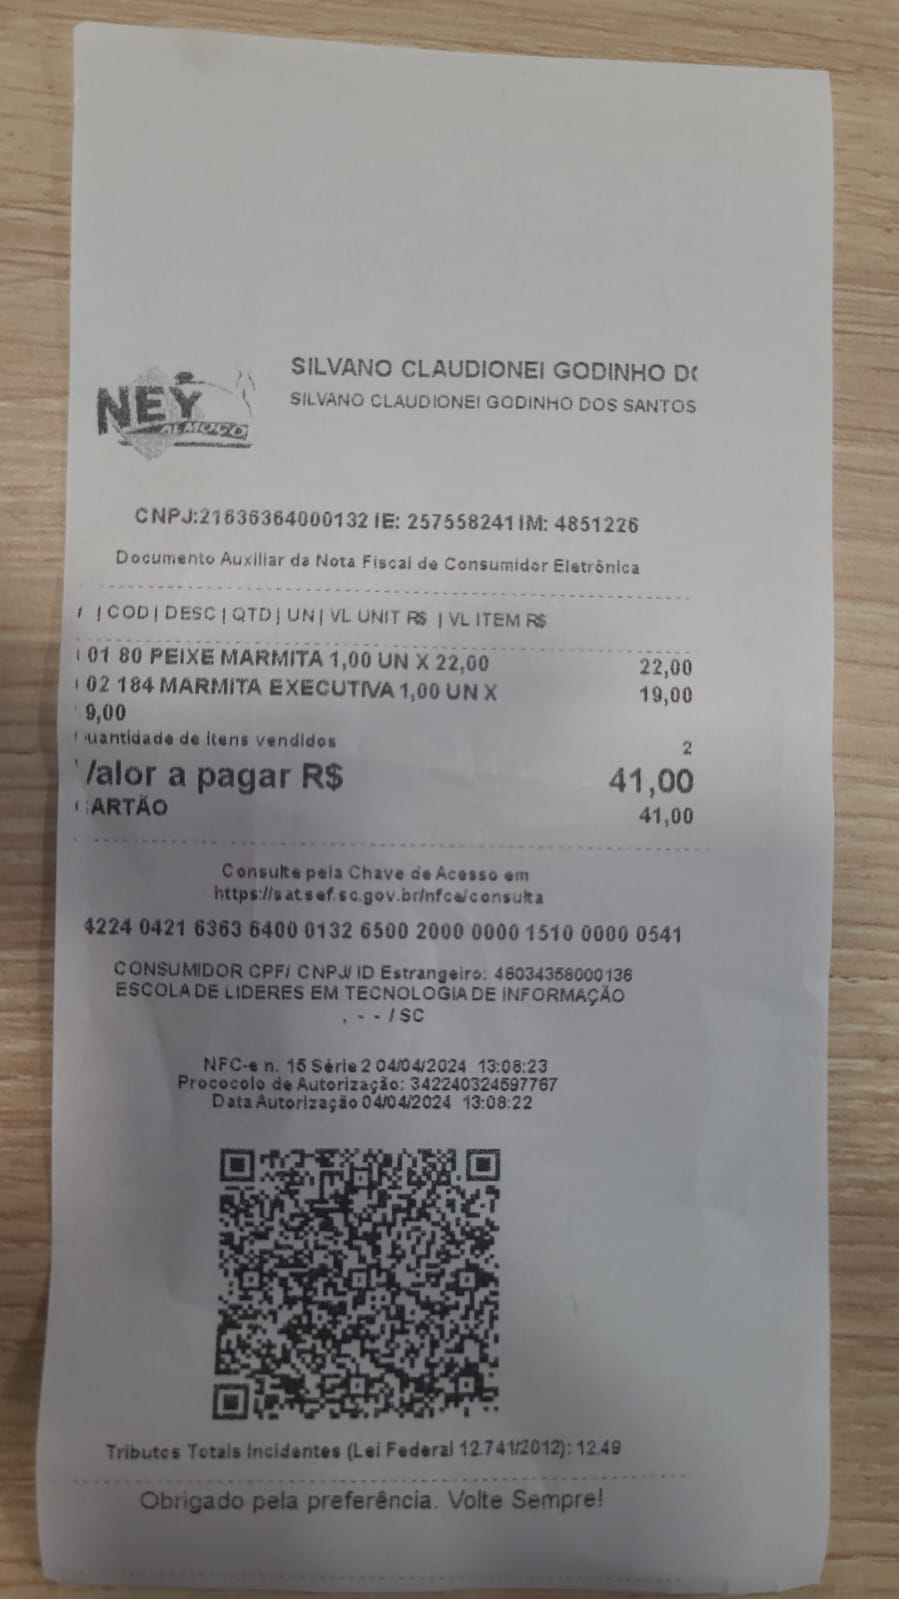 NEY
ALMOÇO
SILVANO CLAUDIONEI GODINHO DO
SILVANO CLAUDIONEI GODINHO DOS SANTOS
CNPJ:21636364000132 IE: 257558241 IM: 4851226
Documento Auxiliar da Nota Fiscal de Consumidor Eletrônica
| COD | DESC | QTD | UN | VL UNIT R$ | VL ITEM R$
01 80 PEIXE MARMITA 1,00 UN X 22,00 22,00
02 184 MARMITA EXECUTIVA 1,00 UN X 19,00
9,00
uantidade de itens vendidos 2
Valor a pagar R$ 41,00
CARTÃO 41,00
Consulte pela Chave de Acesso em
https://sat.sef.sc.gov.br/nfce/consulta
4224 0421 6363 6400 0132 6500 2000 0000 1510 0000 0541
CONSUMIDOR CPF/ CNPJ/ ID Estrangeiro: 46034358000136
ESCOLA DE LIDERES EM TECNOLOGIA DE INFORMAÇÃO
, - - / SC
NFC-e n. 15 Série 2 04/04/2024 13:08:23
Prococolo de Autorização: 342240324597767
Data Autorização 04/04/2024 13:08:22
Tributos Totais Incidentes (Lei Federal 12.741/2012): 12.49
Obrigado pela preferência. Volte Sempre!